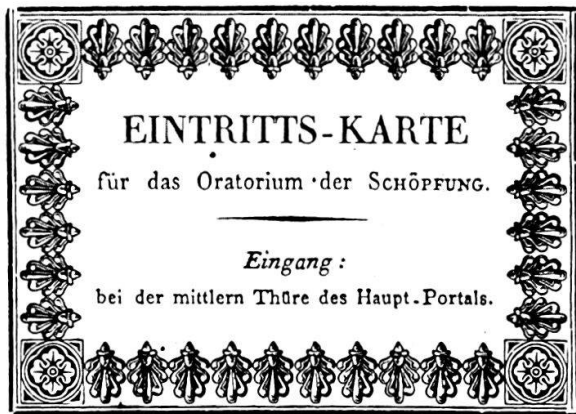 EINTRITTS-KARTE
für das Oratorium der SCHÖPFUNG.
Eingang:
bei der mittlern Thüre des Haupt-Portals.